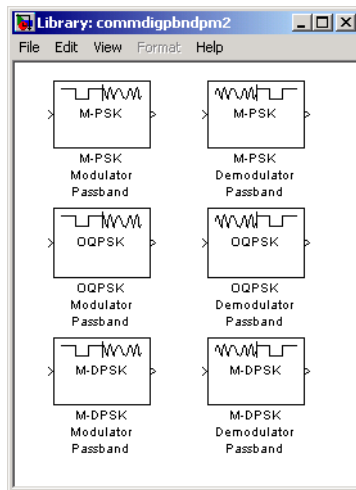 Library: commdigpbndpm2
File Edit View Format Help
M-PSK M-PSK
M-PSK M-PSK
Modulator Demodulator
Passband Passband
OQPSK OQPSK
OQPSK OQPSK
Modulator Demodulator
Passband Passband
M-DPSK M-DPSK
M-DPSK M-DPSK
Modulator Demodulator
Passband Passband